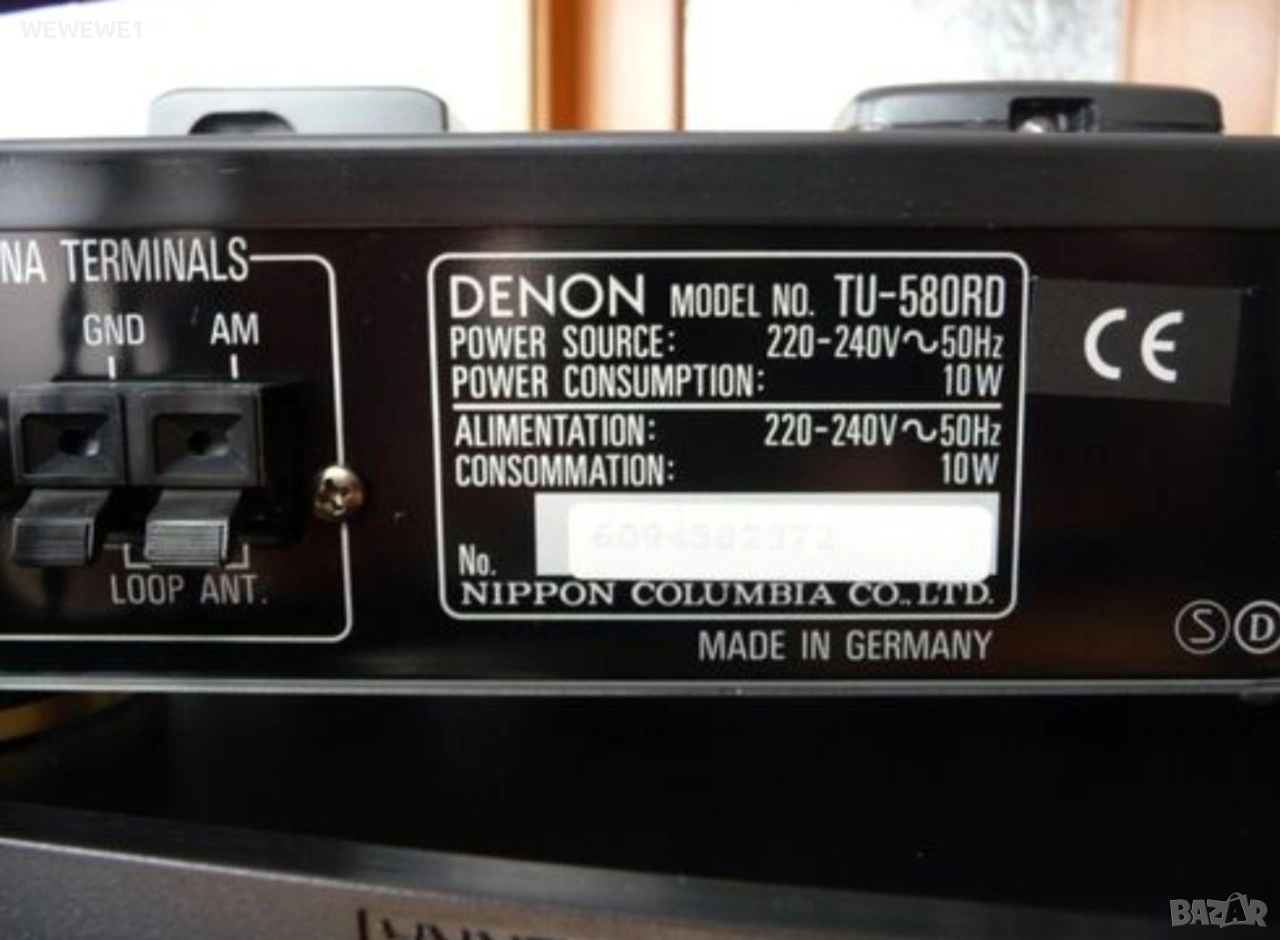 WEWEWE1
NA TERMINALS
GND AM
LOOP ANT.
DENON MODEL NO. TU-580RD
POWER SOURCE: 220-240V～50Hz
POWER CONSUMPTION: 10W
ALIMENTATION: 220-240V～50Hz
CONSOMMATION: 10W
No.
NIPPON COLUMBIA CO., LTD.
MADE IN GERMANY
CE
S D
BAZAR